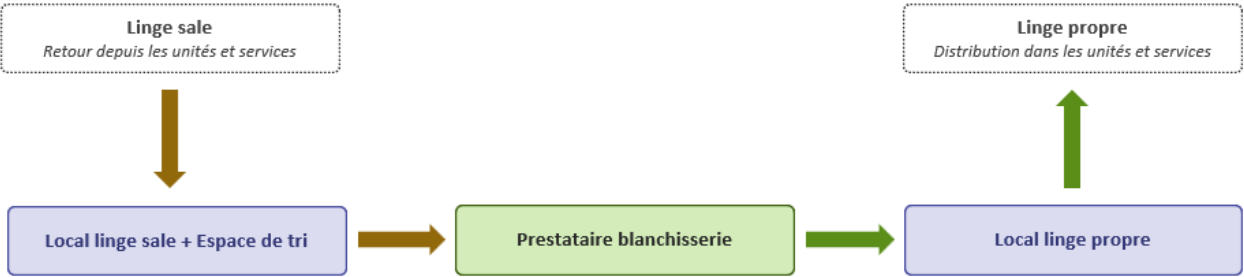 Linge sale
Retour depuis les unités et services
Linge propre
Distribution dans les unités et services
Local linge sale + Espace de tri
Prestataire blanchisserie
Local linge propre